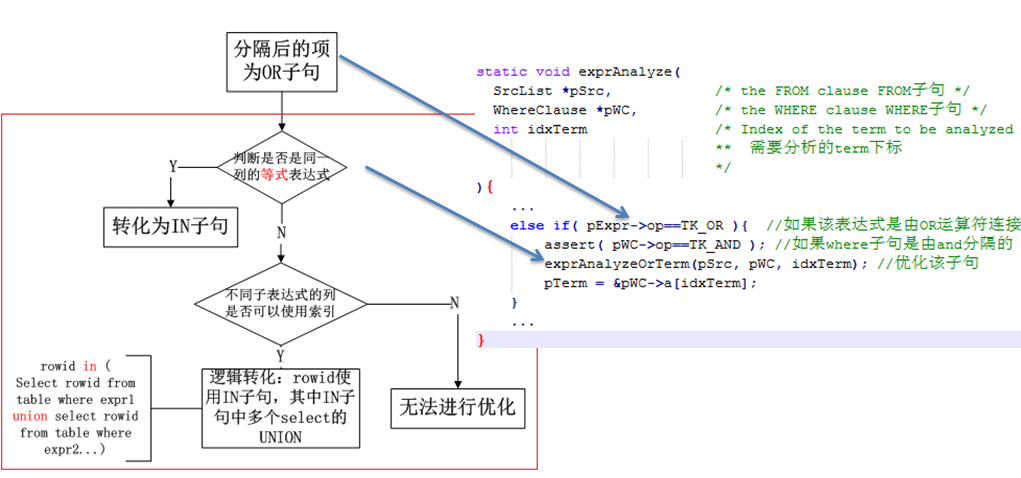 分隔后的项
为OR子句
判断是否是同一
列的等式表达式
Y
转化为IN子句
N
不同子表达式的列
是否可以使用索引
N
Y
rowid in (
Select rowid from
table where expr1
union select rowid
from table where
expr2...)
逻辑转化：rowid使
用IN子句，其中IN子
句中多个select的
UNION
无法进行优化
static void exprAnalyze(
SrcList *pSrc, /* the FROM clause FROM子句 */
WhereClause *pWC, /* the WHERE clause WHERE子句 */
int idxTerm /* Index of the term to be analyzed
** 需要分析的term下标
*/
){
...
else if( pExpr->op==TK_OR ){ //如果该表达式是由OR运算符连接
assert( pWC->op==TK_AND ); //如果where子句是由and分隔的
exprAnalyzeOrTerm(pSrc, pWC, idxTerm); //优化该子句
pTerm = &pWC->a[idxTerm];
}
...
}